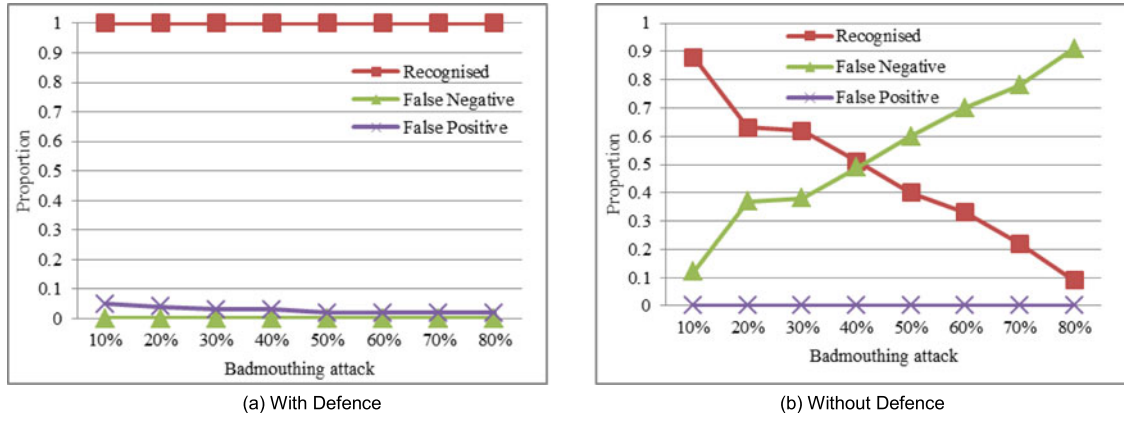 1
0.9
0.8
0.7
0.6
0.5
0.4
0.3
0.2
0.1
0
Proportion
Recognised
False Negative
False Positive
10% 20% 30% 40% 50% 60% 70% 80%
Badmouthing attack
(a) With Defence
1
0.9
0.8
0.7
0.6
0.5
0.4
0.3
0.2
0.1
0
Proportion
Recognised
False Negative
False Positive
10% 20% 30% 40% 50% 60% 70% 80%
Badmouthing attack
(b) Without Defence